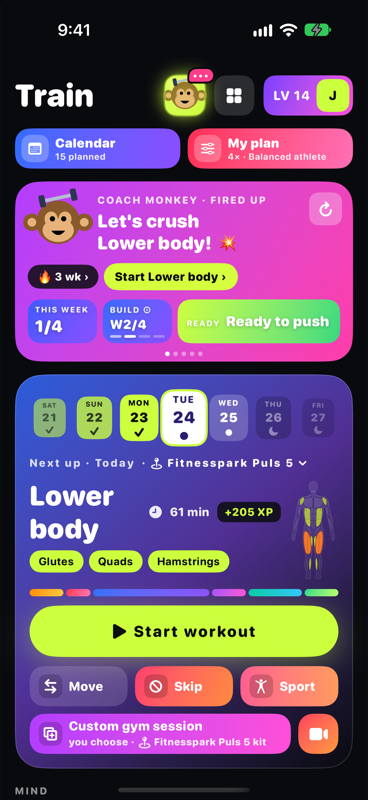 9:41
Train
LV 14
J
Calendar
15 planned
My plan
4× · Balanced athlete
COACH MONKEY · FIRED UP
Let's crush
Lower body! 💥
🔥 3 wk ›
Start Lower body ›
THIS WEEK
1/4
BUILD
W2/4
READY Ready to push
SAT
21
SUN
22
MON
23
TUE
24
WED
25
THU
26
FRI
27
Next up · Today · Fitnesspark Puls 5
Lower
body
61 min
+205 XP
Glutes
Quads
Hamstrings
Start workout
Move
Skip
Sport
Custom gym session
you choose · Fitnesspark Puls 5 kit
MIND